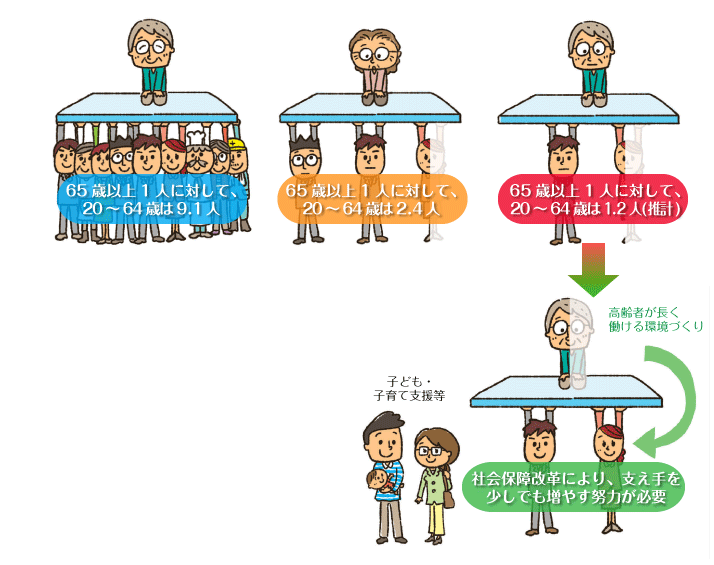 65歳以上1人に対して、
20～64歳は9.1人
65歳以上1人に対して、
20～64歳は2.4人
65歳以上1人に対して、
20～64歳は1.2人(推計)
高齢者が長く
働ける環境づくり
子ども・
子育て支援等
社会保障改革により、支え手を
少しでも増やす努力が必要